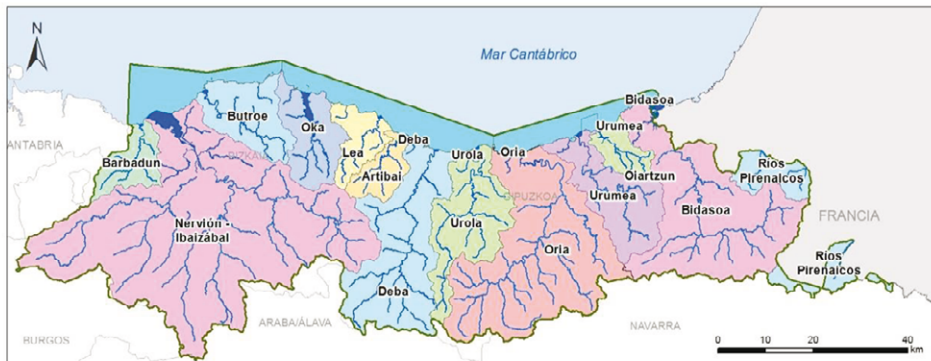 N
Mar Cantábrico
Bidasoa
Butroe
Oka
Urumea
Deba
ANTABRIA
Lea
Urola
Oria
Barbadun
Artibai
Oiartzun
Ríos
Pirenaicos
GIPUZKOA
Urumea
Bidasoa
FRANCIA
Nervión -
Ibaizábal
Urola
Oria
Ríos
Pirenaicos
Deba
ARABA/ÁLAVA
NAVARRA
BURGOS
0 10 20 40
km